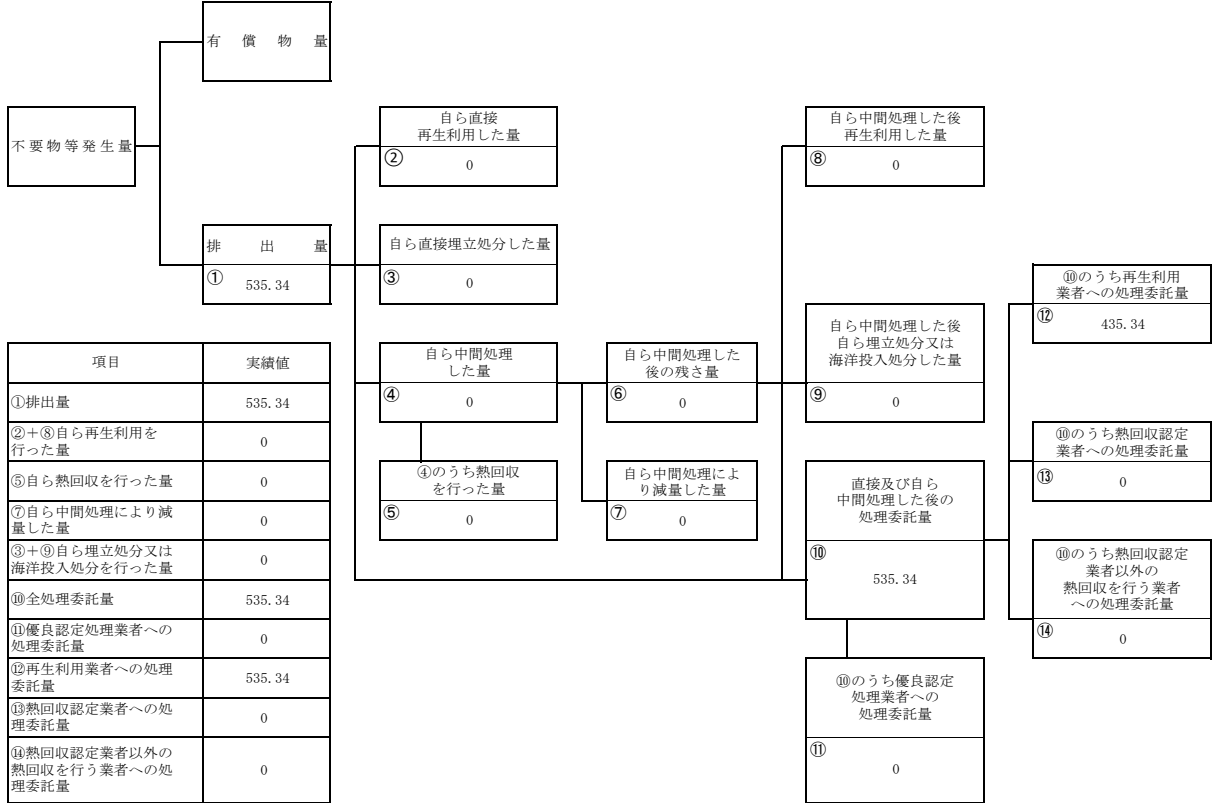 有償物量
不要物等発生量
排出量
① 535.34
自ら直接
再生利用した量
② 0
自ら直接埋立処分した量
③ 0
自ら中間処理
した量
④ 0
④のうち熱回収
を行った量
⑤ 0
自ら中間処理した
後の残さ量
⑥ 0
自ら中間処理によ
り減量した量
⑦ 0
自ら中間処理した後
再生利用した量
⑧ 0
自ら中間処理した後
自ら埋立処分又は
海洋投入処分した量
⑨ 0
直接及び自ら
中間処理した後の
処理委託量
⑩ 535.34
⑩のうち優良認定
処理業者への
処理委託量
⑪ 0
⑩のうち再生利用
業者への処理委託量
⑫ 435.34
⑩のうち熱回収認定
業者への処理委託量
⑬ 0
⑩のうち熱回収認定
業者以外の
熱回収を行う業者
への処理委託量
⑭ 0
項目 実績値
①排出量 535.34
②+⑧自ら再生利用を
行った量 0
⑤自ら熱回収を行った量 0
⑦自ら中間処理により減
量した量 0
③+⑨自ら埋立処分又は
海洋投入処分を行った量 0
⑩全処理委託量 535.34
⑪優良認定処理業者への
処理委託量 0
⑫再生利用業者への処理
委託量 535.34
⑬熱回収認定業者への処
理委託量 0
⑭熱回収認定業者以外の
熱回収を行う業者への処
理委託量 0